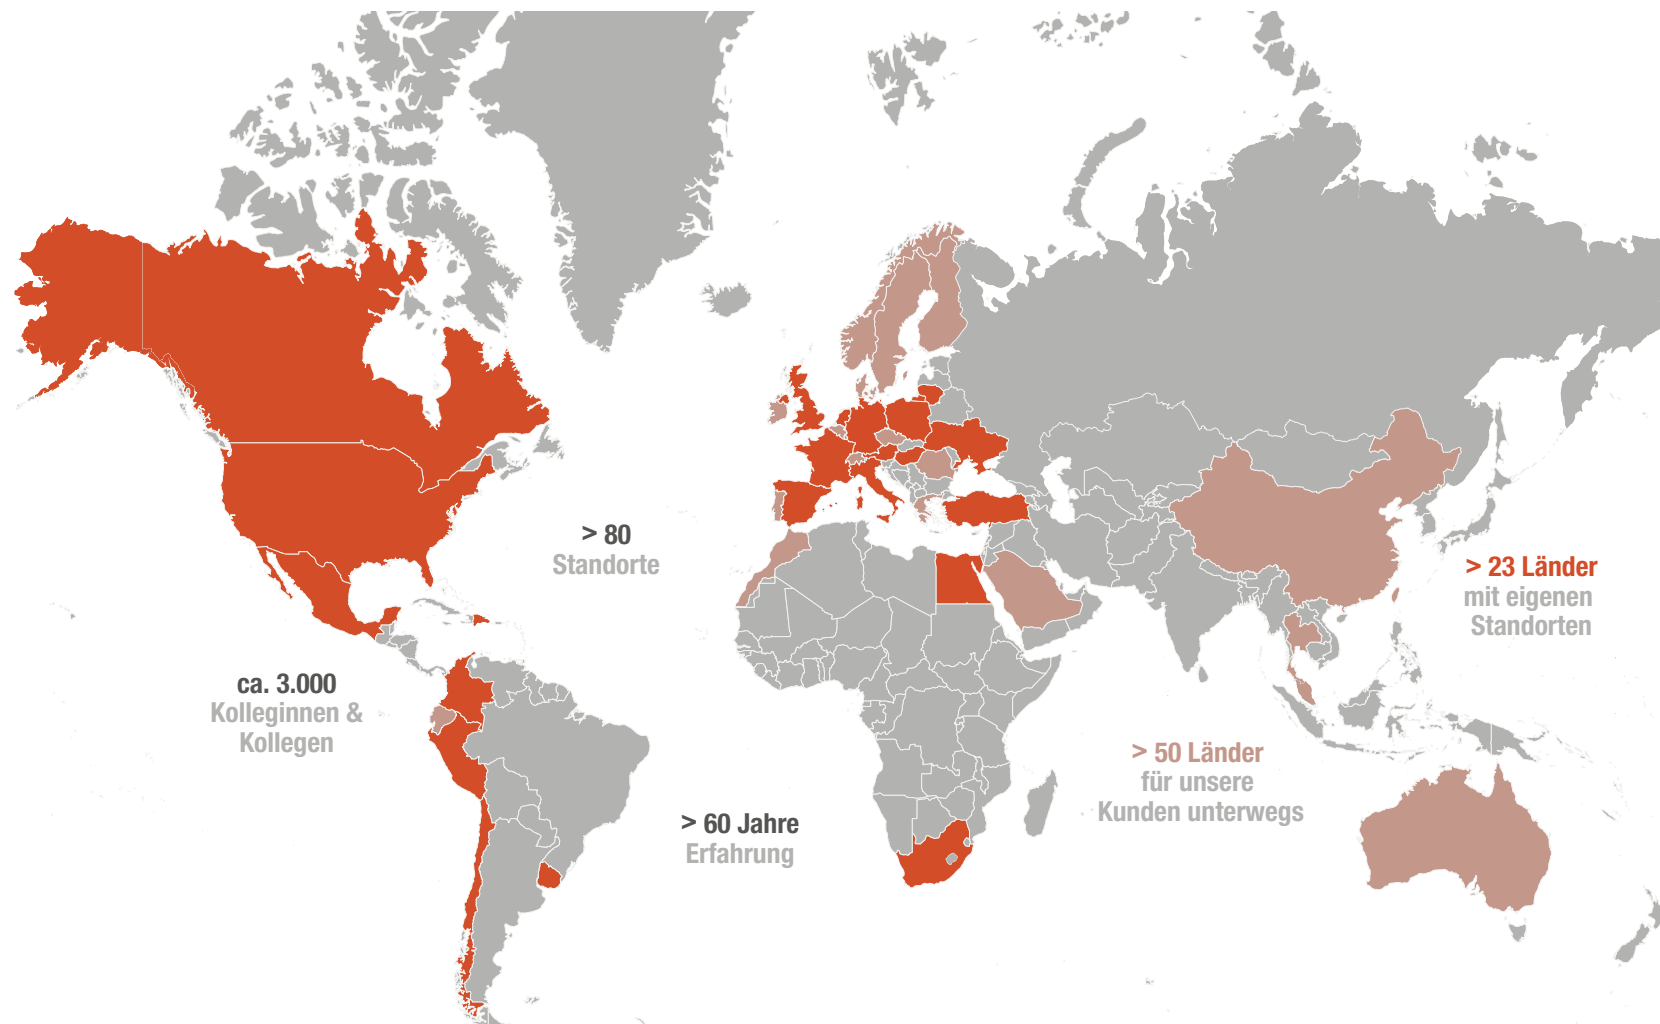 > 80
Standorte
> 23 Länder
mit eigenen
Standorten
ca. 3.000
Kolleginnen &
Kollegen
> 50 Länder
für unsere
Kunden unterwegs
> 60 Jahre
Erfahrung